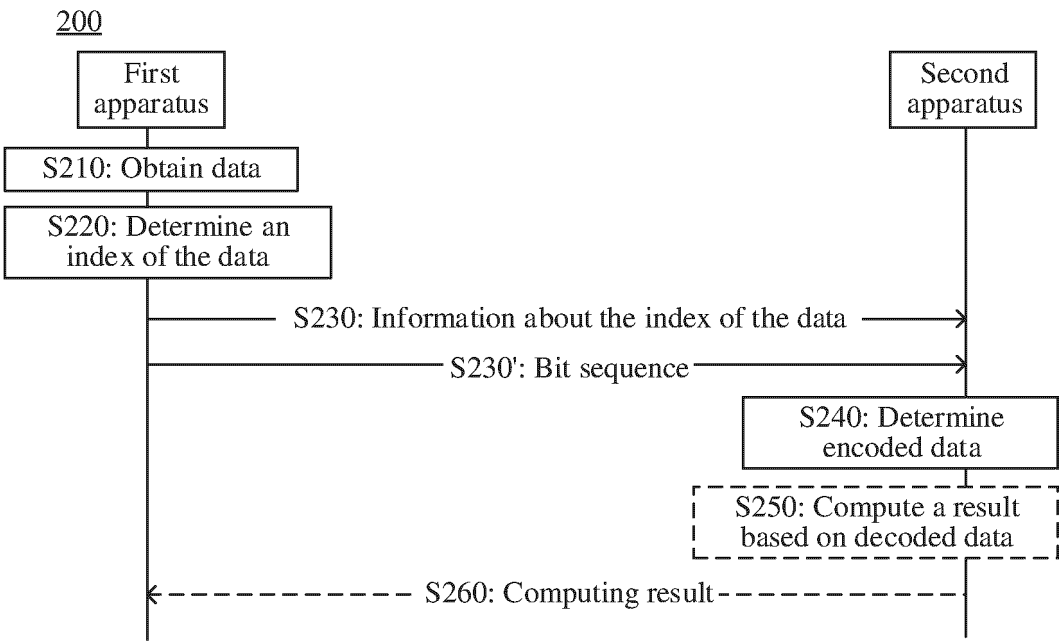 200
First
apparatus
Second
apparatus
S210: Obtain data
S220: Determine an
index of the data
S230: Information about the index of the data
S230': Bit sequence
S240: Determine
encoded data
S250: Compute a result
based on decoded data
S260: Computing result